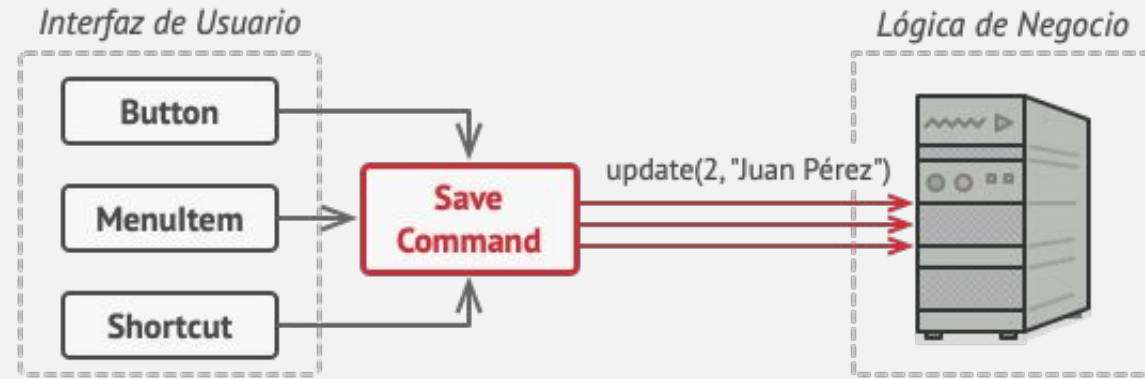 Interfaz de Usuario
Lógica de Negocio
Button
MenuItem
Shortcut
Save
Command
update(2, "Juan Pérez")